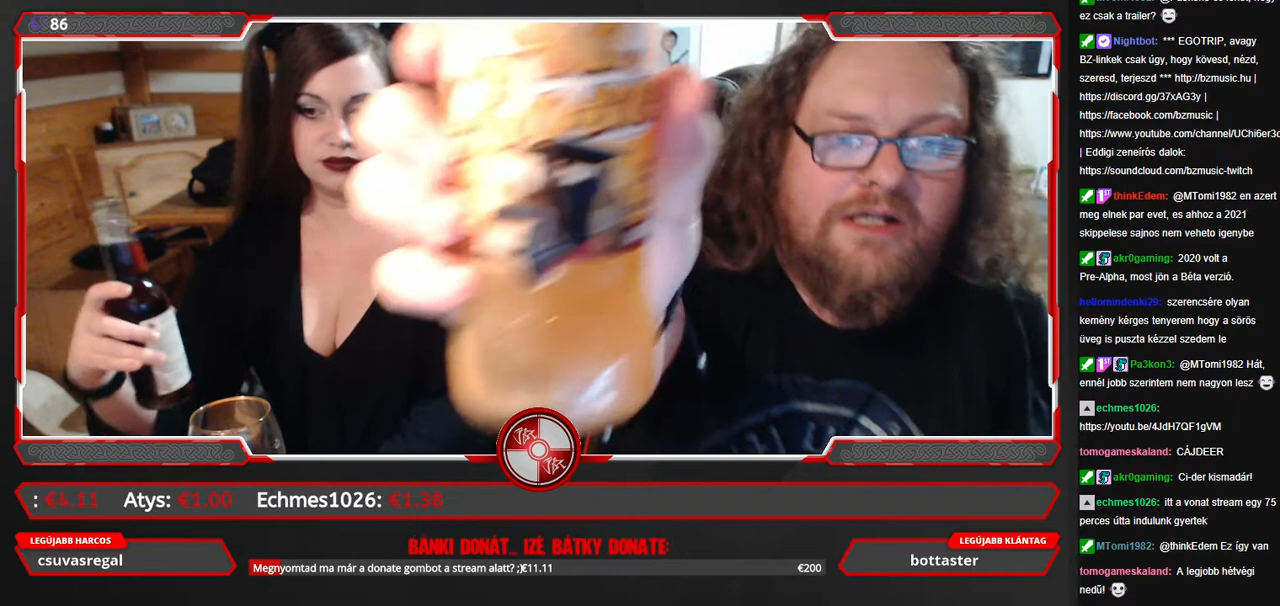 86
: €4.11 Atys: €1.00 Echmes1026: €1.38
LEGÚJABB HARCOS
csuvasregal
BÁNKI DONÁT... IZÉ BÁTKY DONATE:
Megnyomtad ma már a donate gombot a stream alatt? ;)€11.11
€200
LEGÚJABB KLÁNTAG
bottaster
ez csak a trailer?
Nightbot: *** EGOTRIP, avagy
BZ-linkek csak úgy, hogy kövesd, nézd,
szeresd, terjeszd *** http://bzmusic.hu |
https://discord.gg/37xAG3y |
https://facebook.com/bzmusic |
https://www.youtube.com/channel/UChi6er3c
| Eddigi zeneírós dalok:
https://soundcloud.com/bzmusic-twitch
thinkEdem: @MTomi1982 en azert
meg elnek par evet, es ahhoz a 2021
skippelese sajnos nem veheto igenybe
akr0gaming: 2020 volt a
Pre-Alpha, most jön a Béta verzió.
hellomindenki29: szerencsére olyan
kemény kérges tenyerem hogy a sörös
üveg is puszta kézzel szedem le
Pa3kon3: @MTomi1982 Hát,
ennél jobb szerintem nem nagyon lesz
echmes1026:
https://youtu.be/4JdH7QF1gVM
tomogameskaland: CÁJDEER
akr0gaming: Ci-der kismadár!
echmes1026: itt a vonat stream egy 75
perces útta indulunk gyertek
MTomi1982: @thinkEdem Ez így van
tomogameskaland: A legjobb hétvégi
nedű!